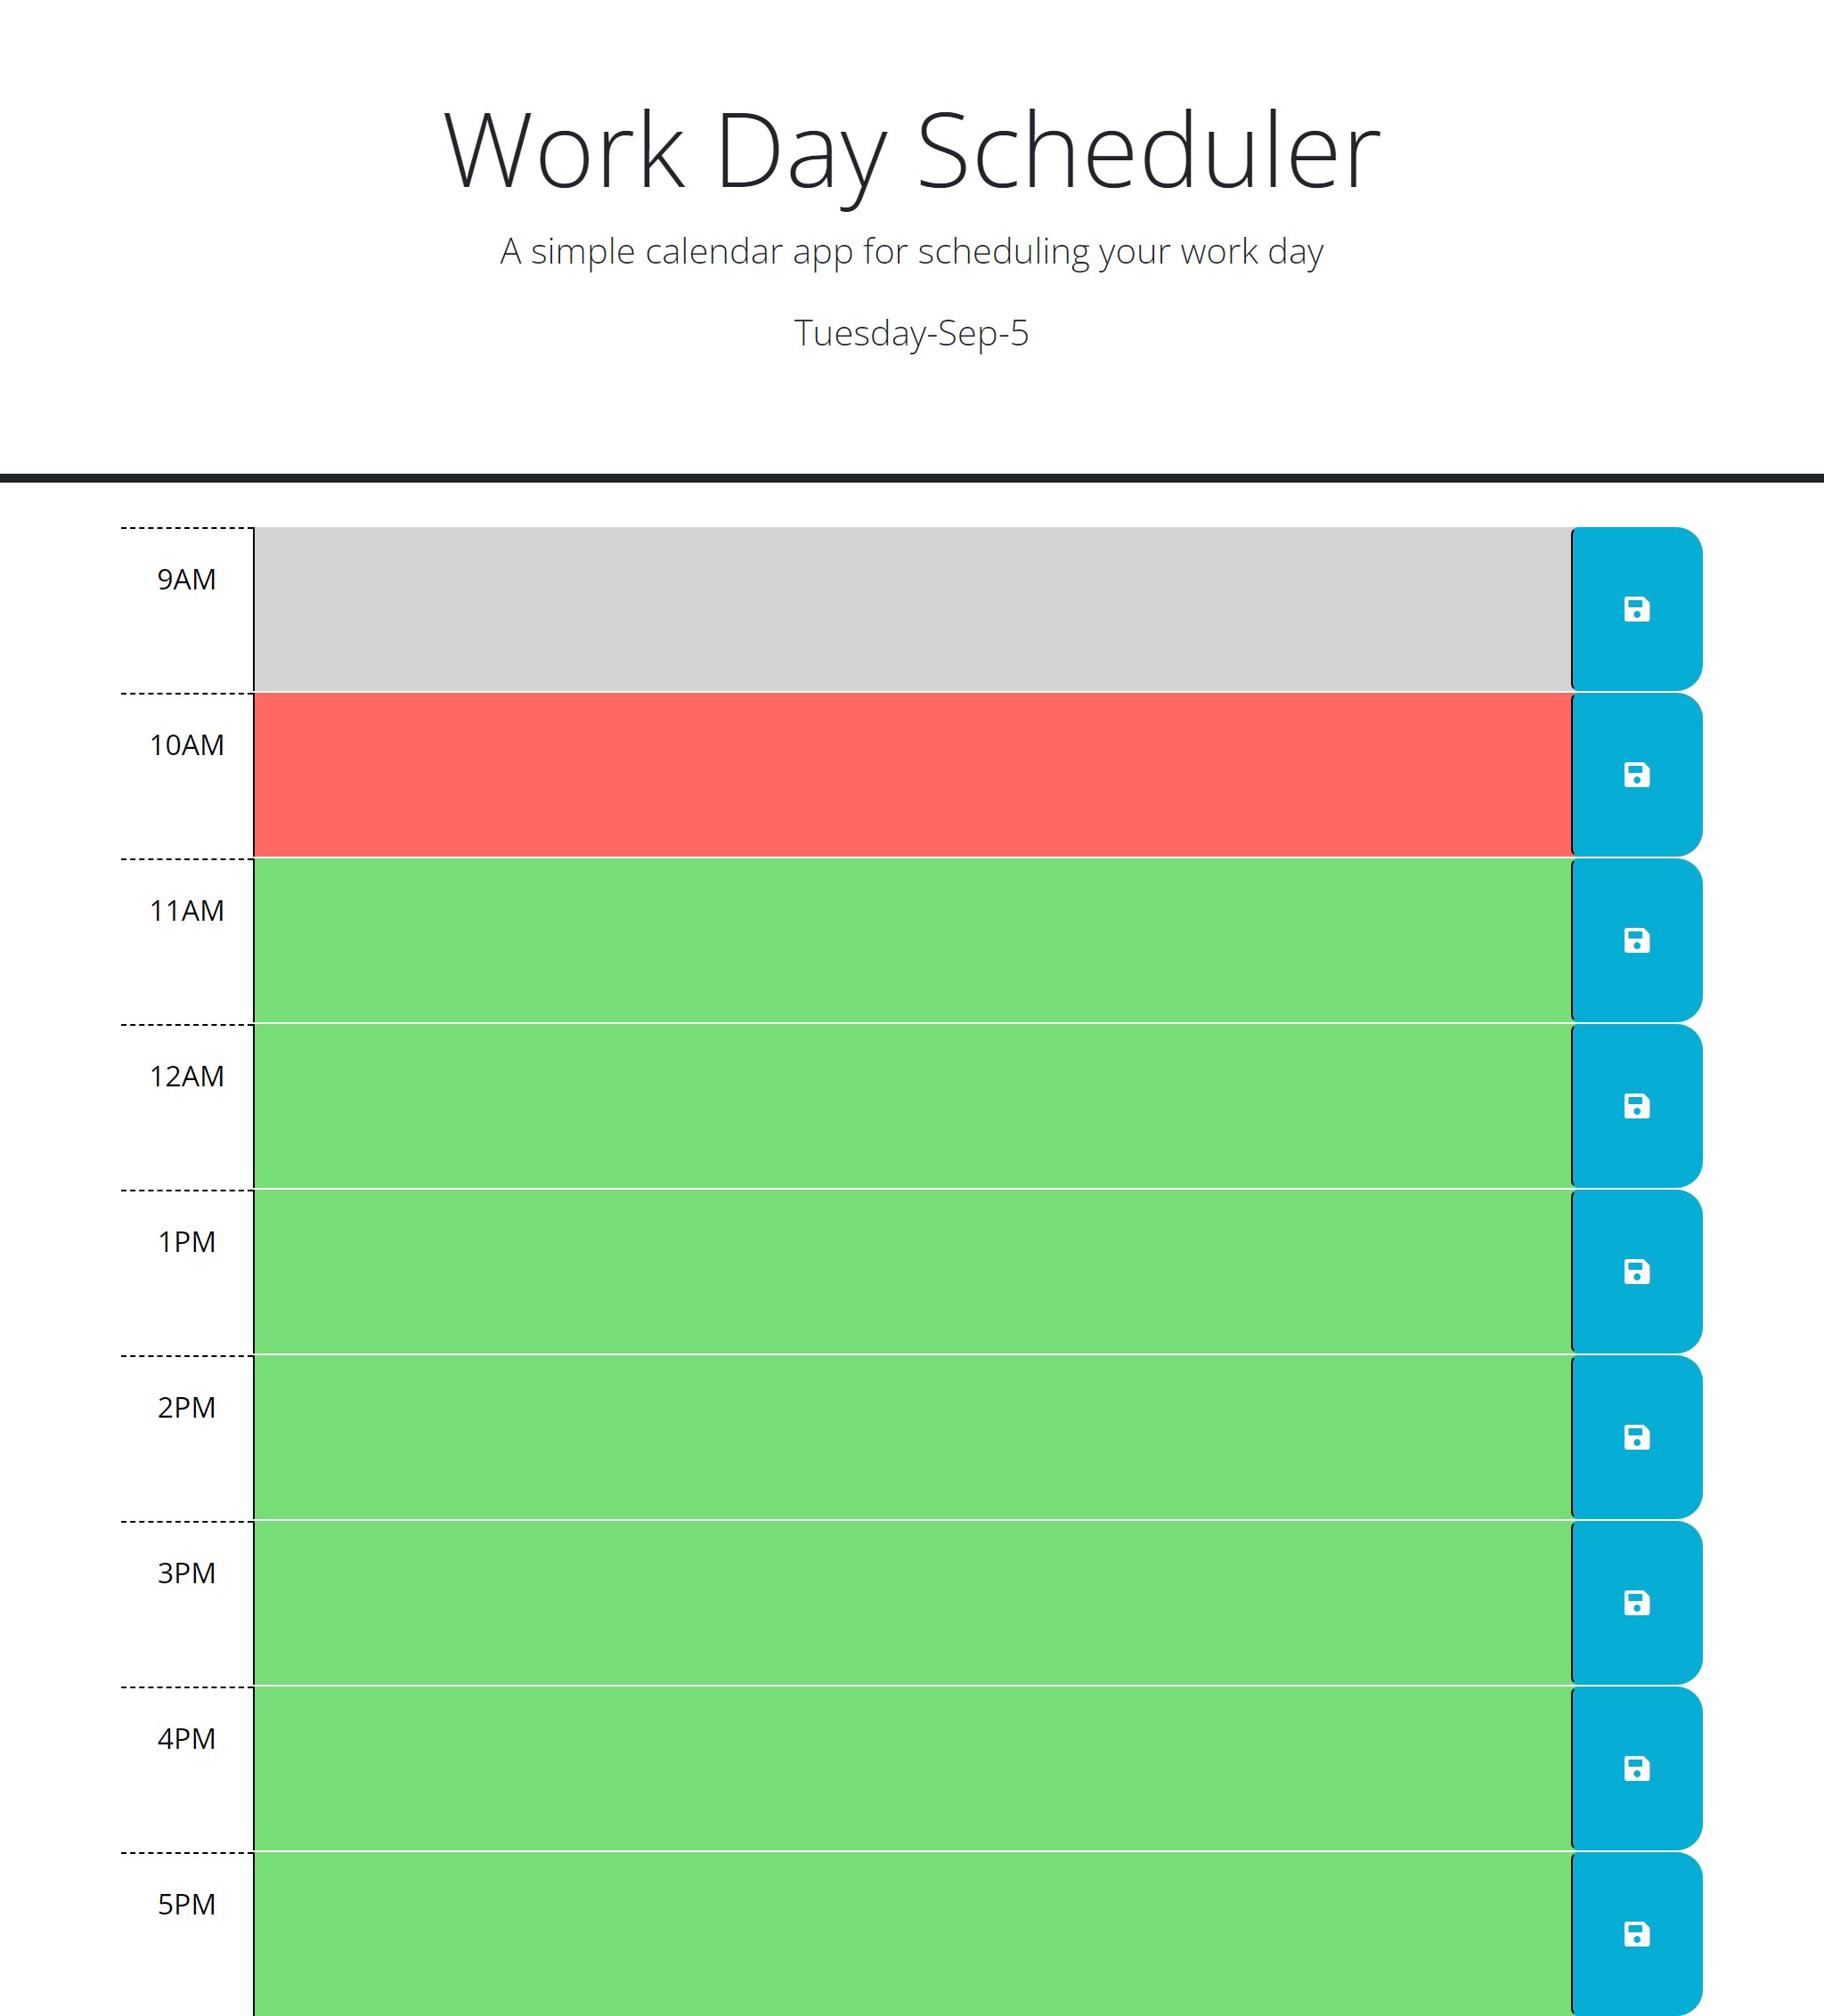 Work Day Scheduler
A simple calendar app for scheduling your work day
Tuesday-Sep-5
9AM
10AM
11AM
12AM
1PM
2PM
3PM
4PM
5PM